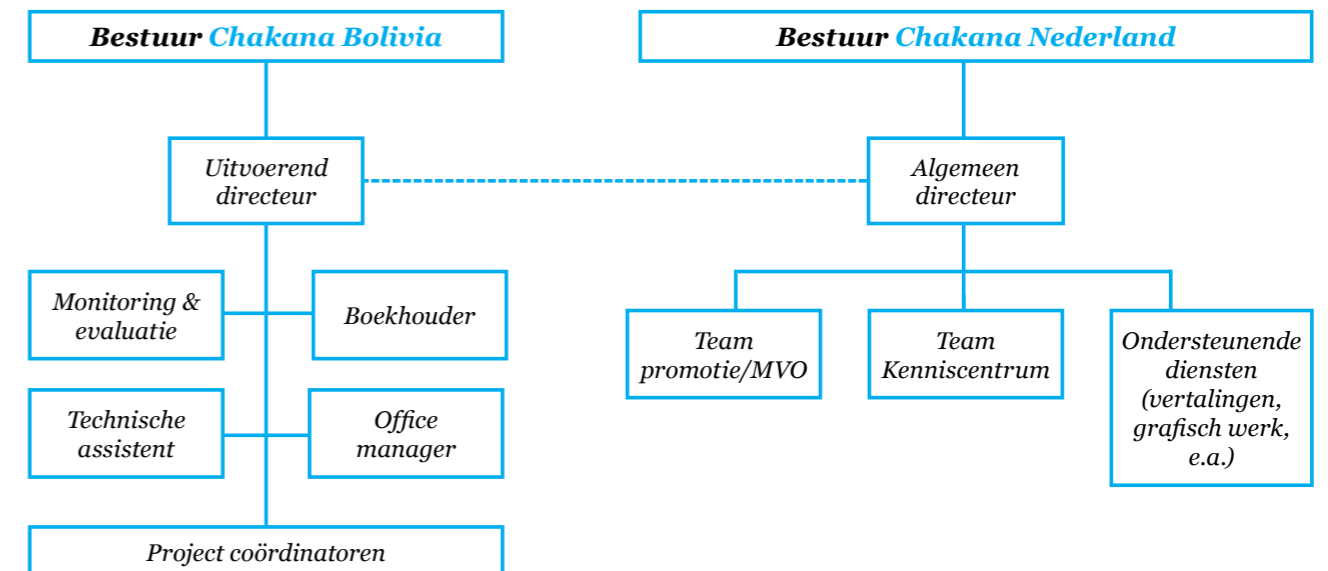 Bestuur Chakana Bolivia
Bestuur Chakana Nederland
Uitvoerend
directeur
Algemeen
directeur
Monitoring &
evaluatie
Boekhouder
Technische
assistent
Office
manager
Project coördinatoren
Team
promotie/MVO
Team
Kenniscentrum
Ondersteunende
diensten
(vertalingen,
grafisch werk,
e.a.)